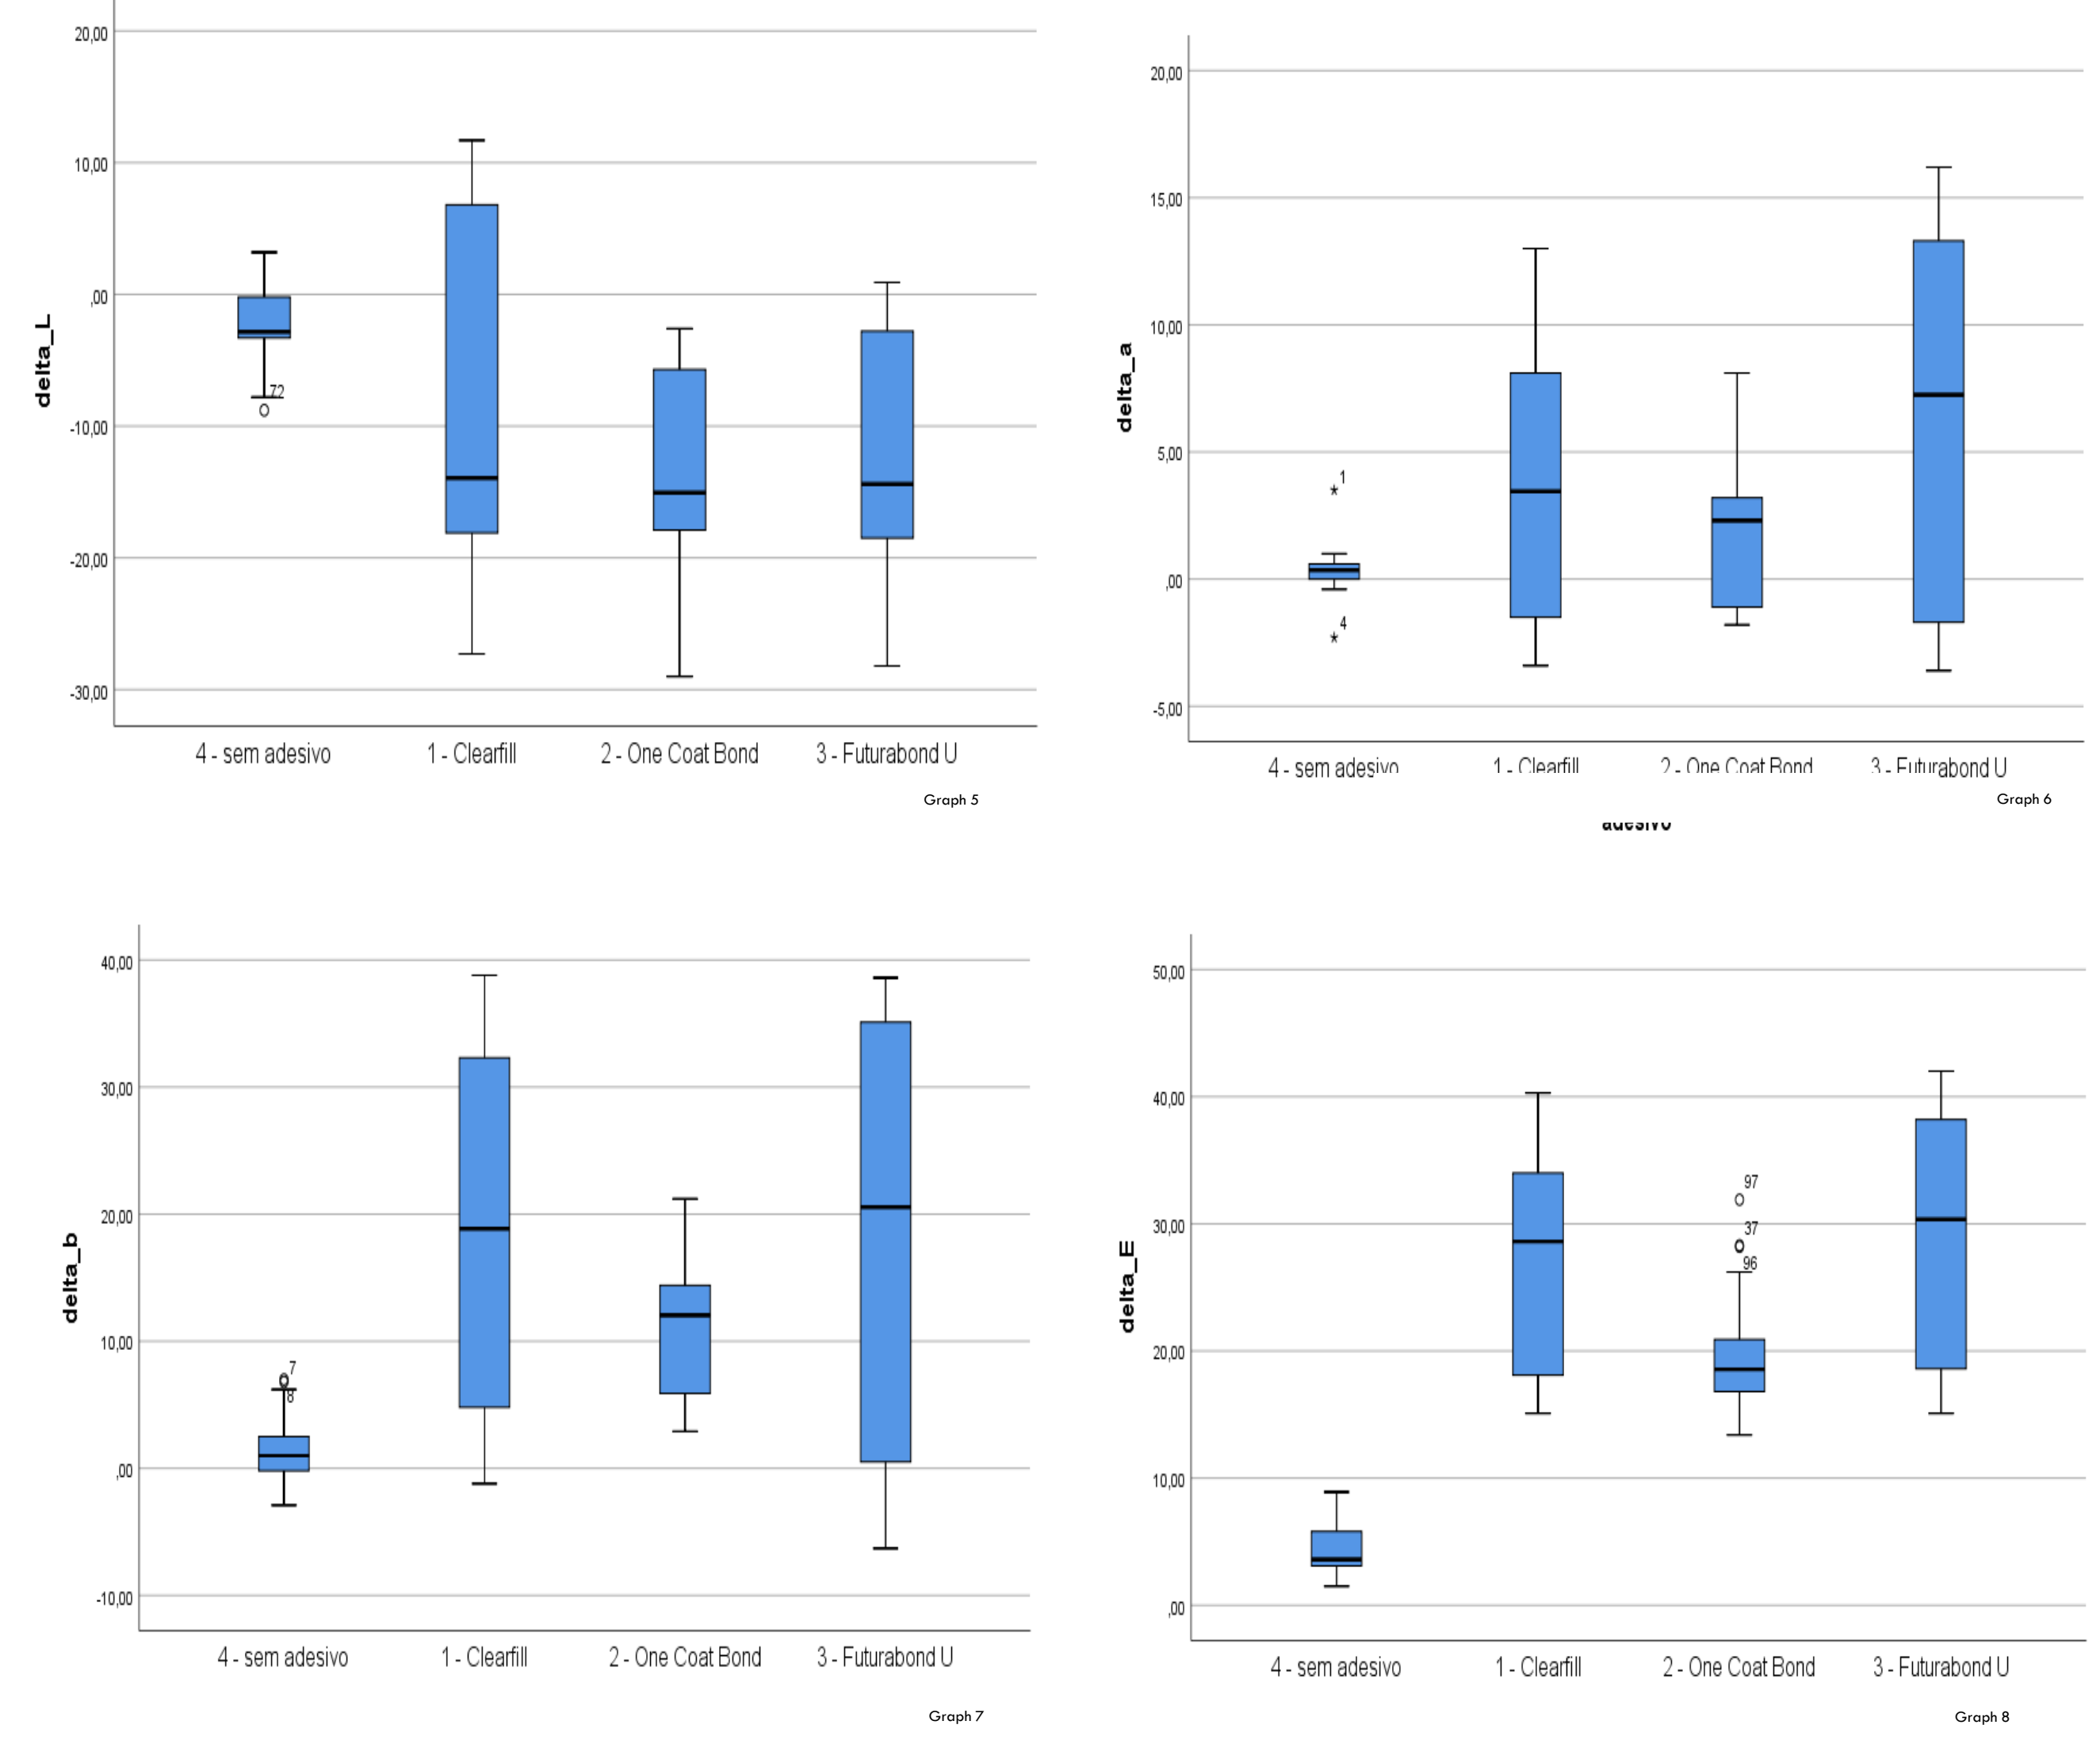 20,00
10,00
,00
-10,00
-20,00
-30,00
delta_L
72
4 - sem adesivo
1 - Clearfill
2 - One Coat Bond
3 - Futurabond U
Graph 5
20,00
15,00
10,00
5,00
,00
-5,00
delta_a
1
4
4 - sem adesivo
1 - Clearfill
2 - One Coat Bond
3 - Futurabond U
Graph 6
adesivo
40,00
30,00
20,00
10,00
,00
-10,00
delta_b
7
8
4 - sem adesivo
1 - Clearfill
2 - One Coat Bond
3 - Futurabond U
Graph 7
50,00
40,00
30,00
20,00
10,00
,00
delta_E
97
37
96
4 - sem adesivo
1 - Clearfill
2 - One Coat Bond
3 - Futurabond U
Graph 8